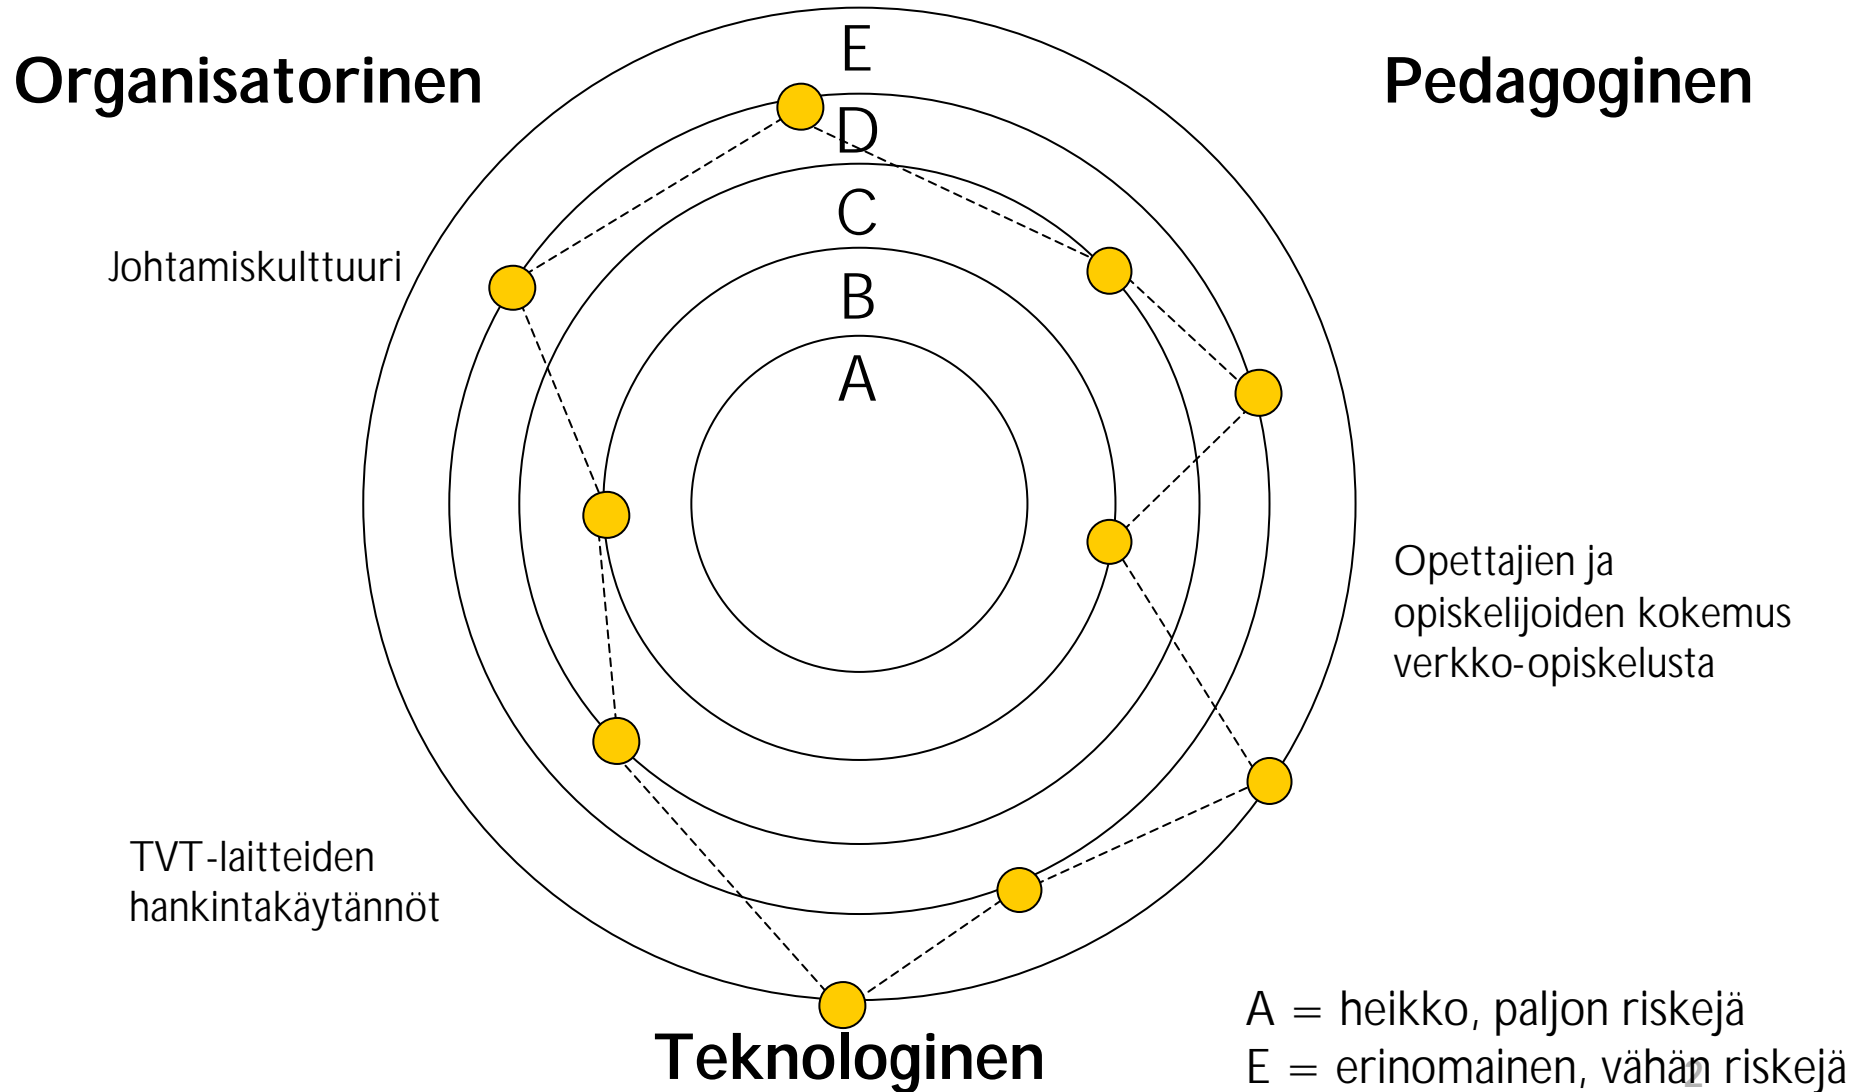 E
Organisatorinen
Pedagoginen
D
C
Johtamiskulttuuri
B
A
Opettajien ja
opiskelijoiden kokemus
verkko-opiskelusta
TVT-laitteiden
hankintakäytännöt
A = heikko, paljon riskejä
Teknologinen
E = erinomainen, vähän riskejä
2